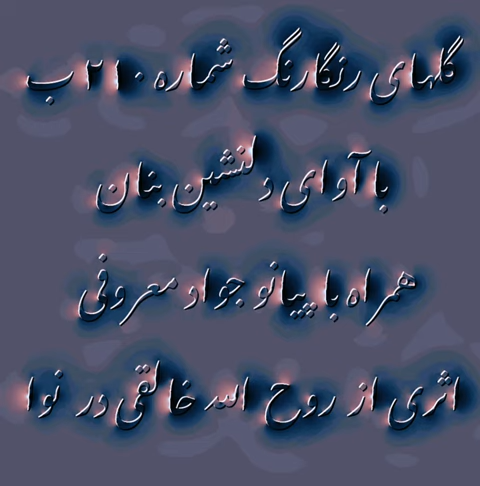 گلهای رنگارنگ شماره ۲۱۰ ب
با آوای دلنشین بنان
همراه با پیانو جواد معروفی
اثری از روح الله خالقی در نوا